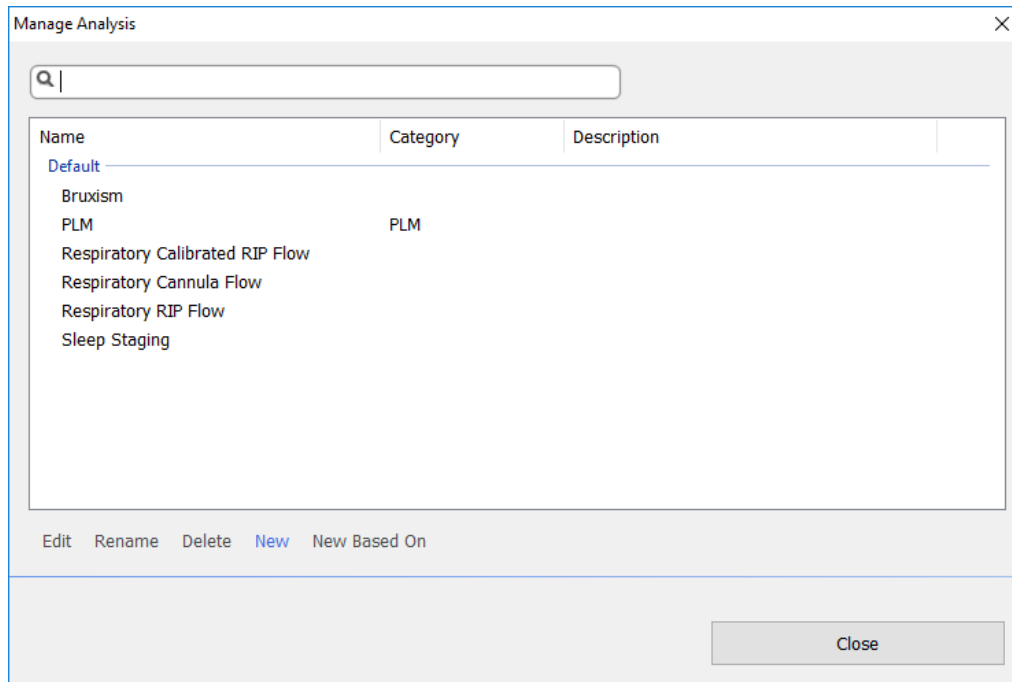 Manage Analysis
Name Category Description
Default
Bruxism
PLM PLM
Respiratory Calibrated RIP Flow
Respiratory Cannula Flow
Respiratory RIP Flow
Sleep Staging
Edit Rename Delete New New Based On
Close